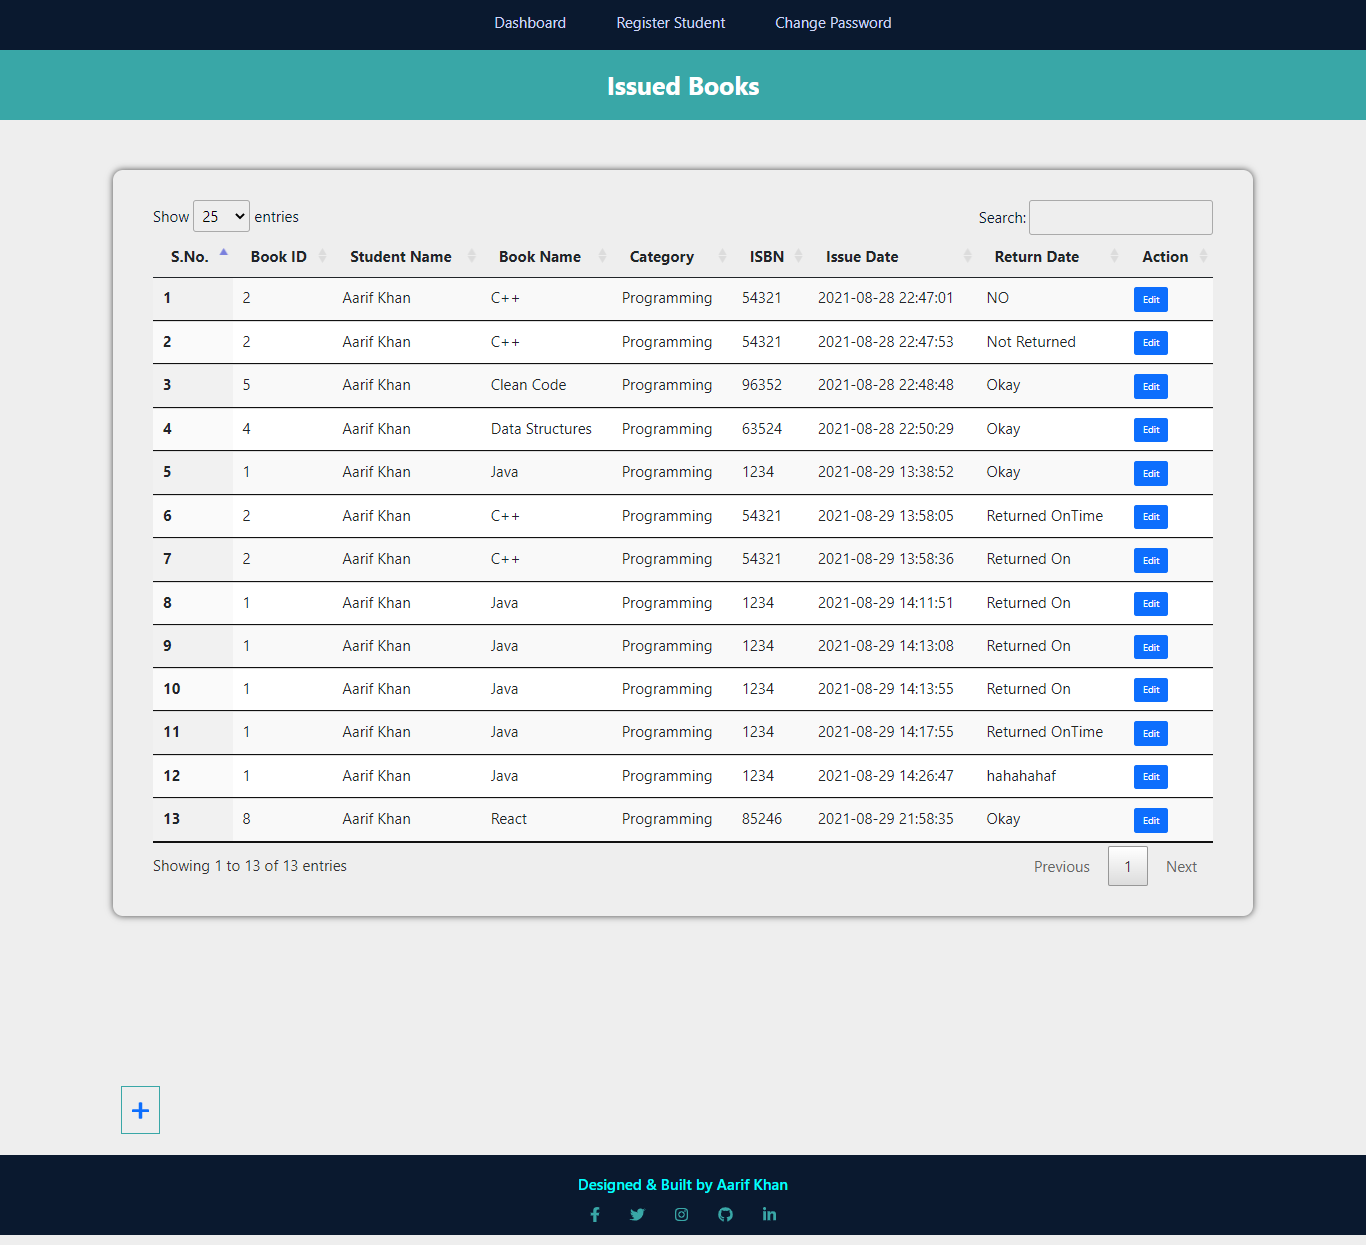 Dashboard Register Student Change Password
Issued Books
Show 25 entries Search:
S.No. Book ID Student Name Book Name Category ISBN Issue Date Return Date Action
1 2 Aarif Khan C++ Programming 54321 2021-08-28 22:47:01 NO Edit
2 2 Aarif Khan C++ Programming 54321 2021-08-28 22:47:53 Not Returned Edit
3 5 Aarif Khan Clean Code Programming 96352 2021-08-28 22:48:48 Okay Edit
4 4 Aarif Khan Data Structures Programming 63524 2021-08-28 22:50:29 Okay Edit
5 1 Aarif Khan Java Programming 1234 2021-08-29 13:38:52 Okay Edit
6 2 Aarif Khan C++ Programming 54321 2021-08-29 13:58:05 Returned OnTime Edit
7 2 Aarif Khan C++ Programming 54321 2021-08-29 13:58:36 Returned On Edit
8 1 Aarif Khan Java Programming 1234 2021-08-29 14:11:51 Returned On Edit
9 1 Aarif Khan Java Programming 1234 2021-08-29 14:13:08 Returned On Edit
10 1 Aarif Khan Java Programming 1234 2021-08-29 14:13:55 Returned On Edit
11 1 Aarif Khan Java Programming 1234 2021-08-29 14:17:55 Returned OnTime Edit
12 1 Aarif Khan Java Programming 1234 2021-08-29 14:26:47 hahahahaf Edit
13 8 Aarif Khan React Programming 85246 2021-08-29 21:58:35 Okay Edit
Showing 1 to 13 of 13 entries Previous 1 Next
+
Designed & Built by Aarif Khan